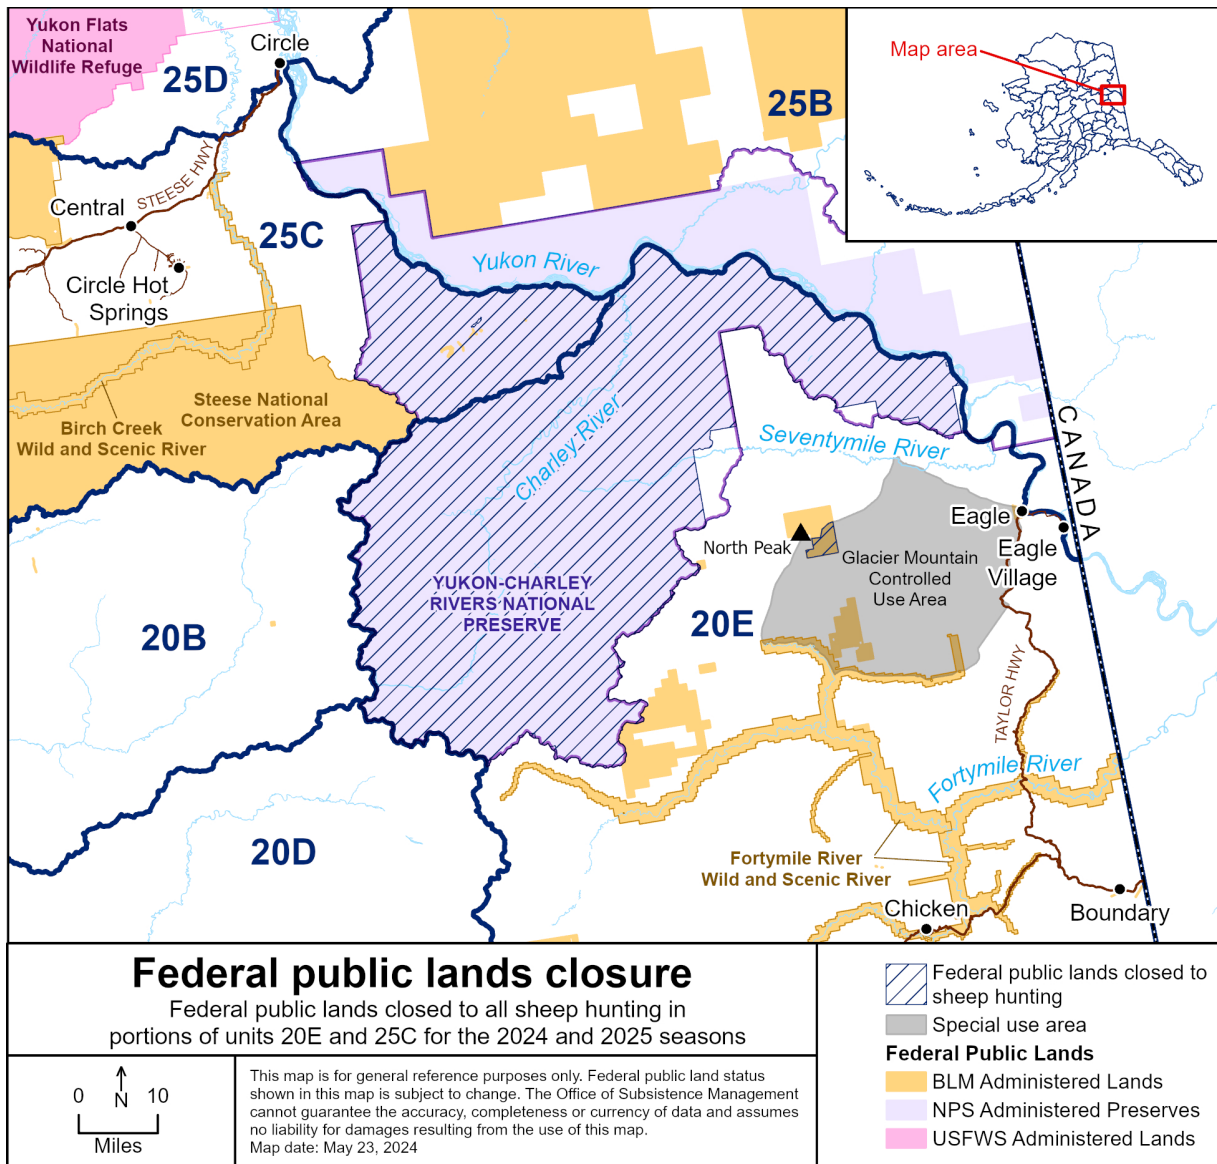 Yukon Flats
National
Wildlife Refuge
25D
Circle
25B
Map area
STEESE HWY
Central
25C
Circle Hot
Springs
Yukon River
Steese National
Conservation Area
Birch Creek
Wild and Scenic River
Charley River
Seventymile River
CANADA
North Peak
Eagle
Eagle
Village
Glacier Mountain
Controlled
Use Area
YUKON-CHARLEY
RIVERS NATIONAL
PRESERVE
20E
20B
TAYLOR HWY
Fortymile River
20D
Fortymile River
Wild and Scenic River
Chicken
Boundary
Federal public lands closure
Federal public lands closed to all sheep hunting in
portions of units 20E and 25C for the 2024 and 2025 seasons
0 N 10
Miles
This map is for general reference purposes only. Federal public land status
shown in this map is subject to change. The Office of Subsistence Management
cannot guarantee the accuracy, completeness or currency of data and assumes
no liability for damages resulting from the use of this map.
Map date: May 23, 2024
Federal public lands closed to
sheep hunting
Special use area
Federal Public Lands
BLM Administered Lands
NPS Administered Preserves
USFWS Administered Lands